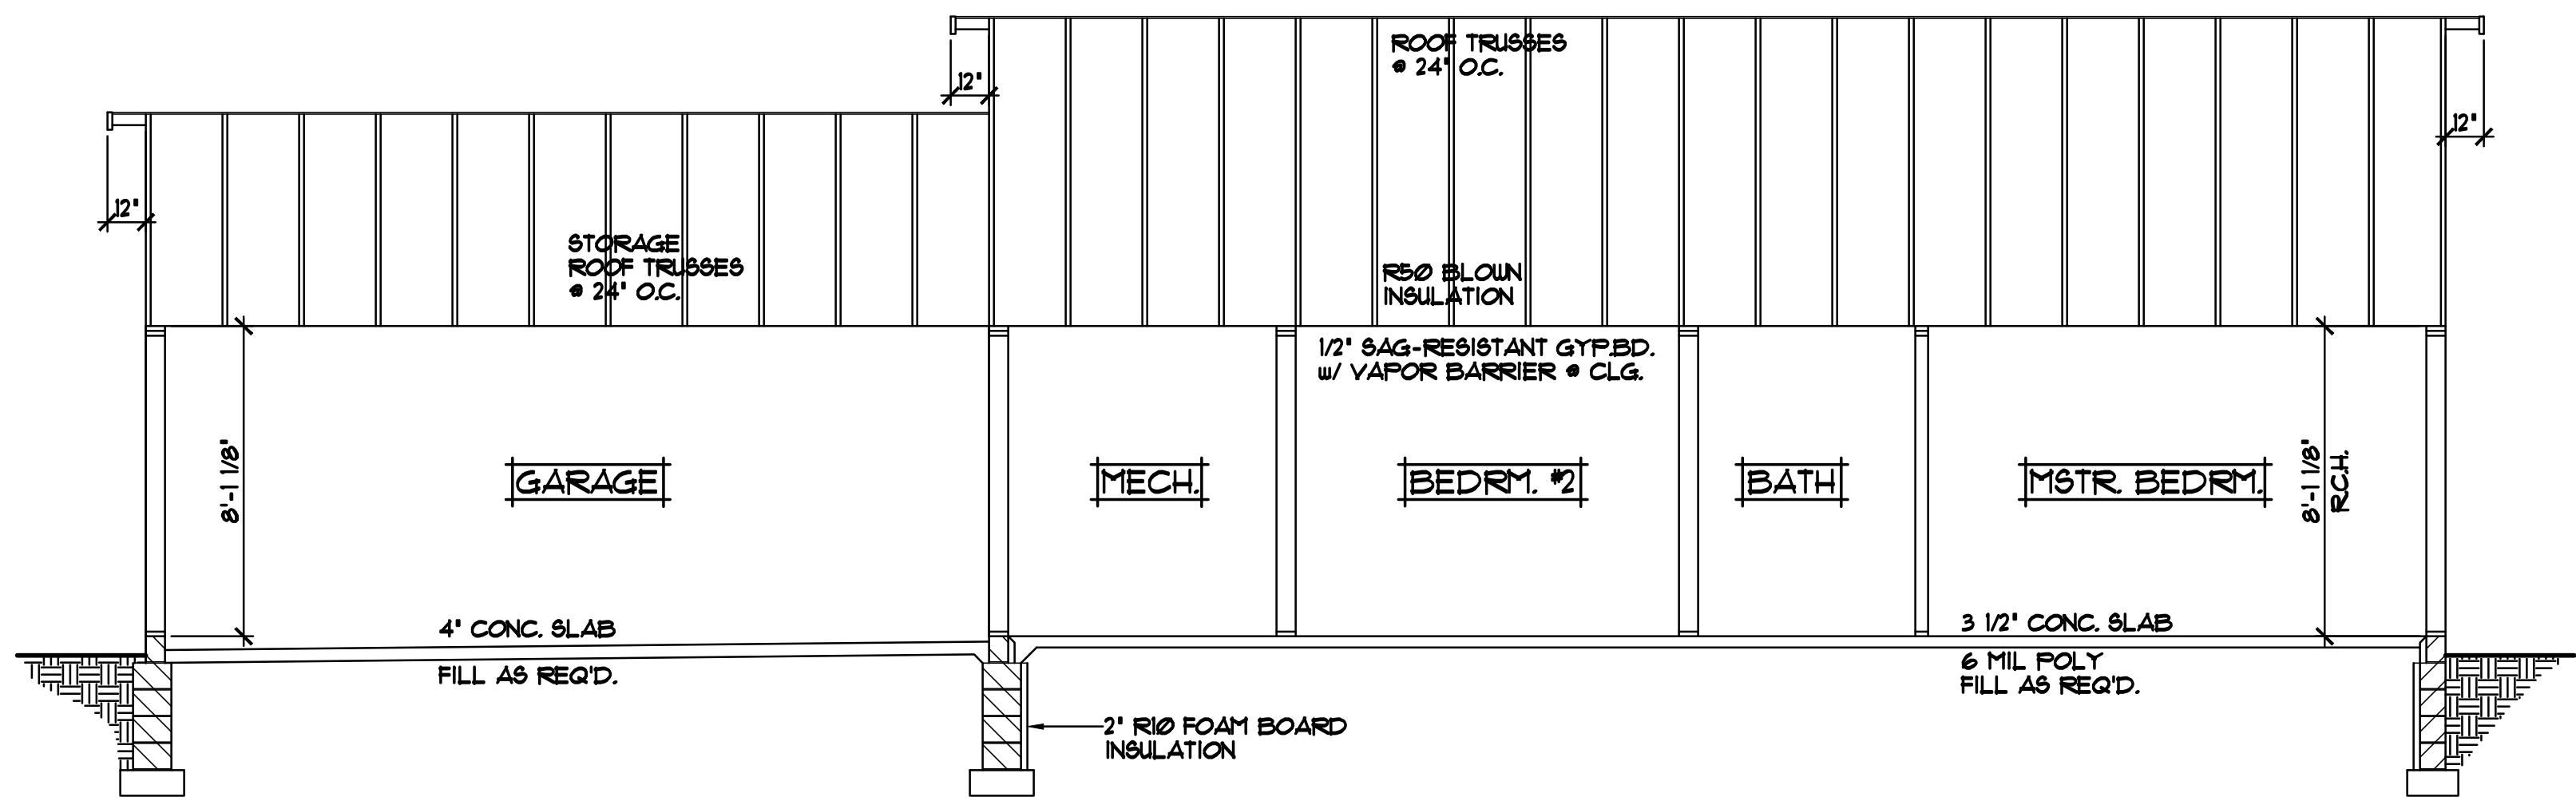 ROOF TRUSSES
@ 24" O.C.
12"
12"
12"
STORAGE
ROOF TRUSSES
@ 24" O.C.
R50 BLOWN
INSULATION
1/2" SAG-RESISTANT GYP.BD.
w/ VAPOR BARRIER @ CLG.
8'-1 1/8"
GARAGE
MECH.
BEDRM. #2
BATH
MSTR. BEDRM.
8'-1 1/8"
R.C.H.
4" CONC. SLAB
FILL AS REQ'D.
3 1/2" CONC. SLAB
6 MIL POLY
FILL AS REQ'D.
2" R10 FOAM BOARD
INSULATION